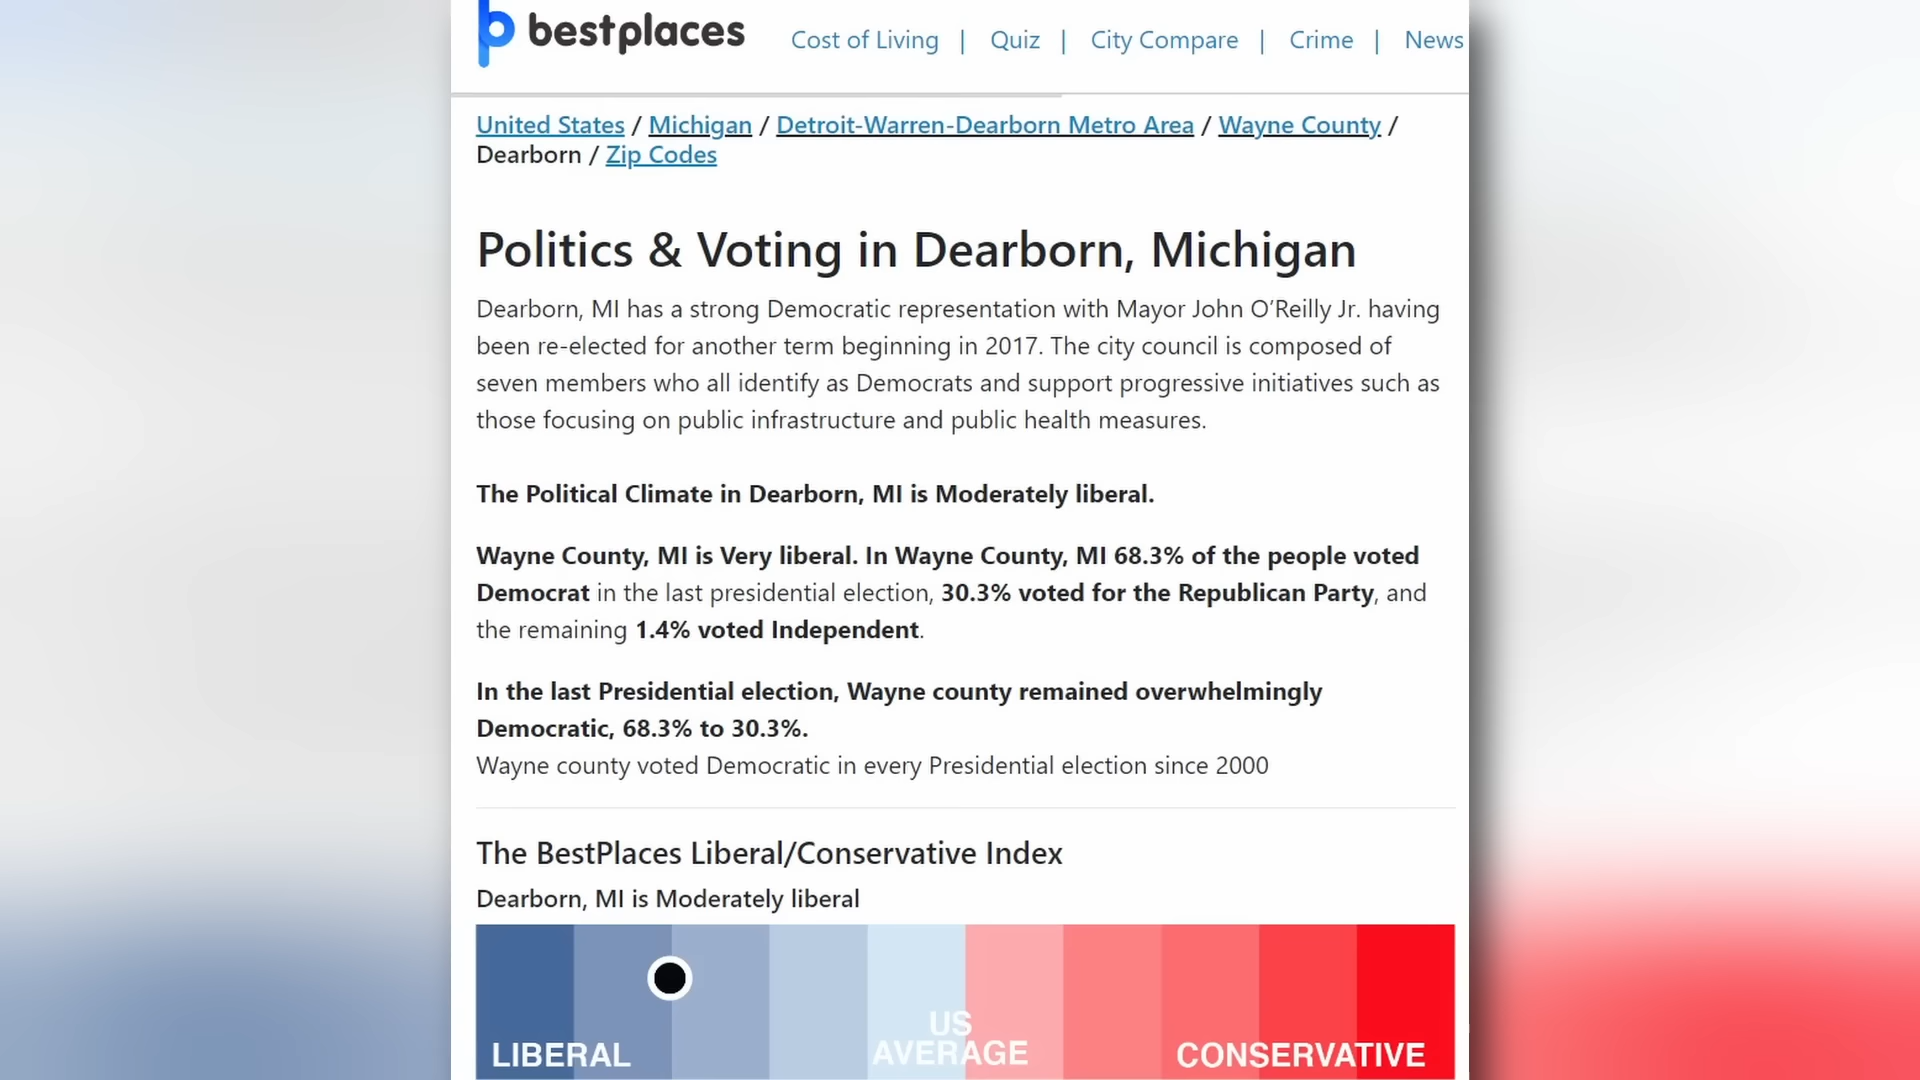 bestplaces
Cost of Living | Quiz | City Compare | Crime | News
United States / Michigan / Detroit-Warren-Dearborn Metro Area / Wayne County /
Dearborn / Zip Codes
Politics & Voting in Dearborn, Michigan
Dearborn, MI has a strong Democratic representation with Mayor John O’Reilly Jr. having
been re-elected for another term beginning in 2017. The city council is composed of
seven members who all identify as Democrats and support progressive initiatives such as
those focusing on public infrastructure and public health measures.
The Political Climate in Dearborn, MI is Moderately liberal.
Wayne County, MI is Very liberal. In Wayne County, MI 68.3% of the people voted
Democrat in the last presidential election, 30.3% voted for the Republican Party, and
the remaining 1.4% voted Independent.
In the last Presidential election, Wayne county remained overwhelmingly
Democratic, 68.3% to 30.3%.
Wayne county voted Democratic in every Presidential election since 2000
The BestPlaces Liberal/Conservative Index
Dearborn, MI is Moderately liberal
LIBERAL
US
AVERAGE
CONSERVATIVE